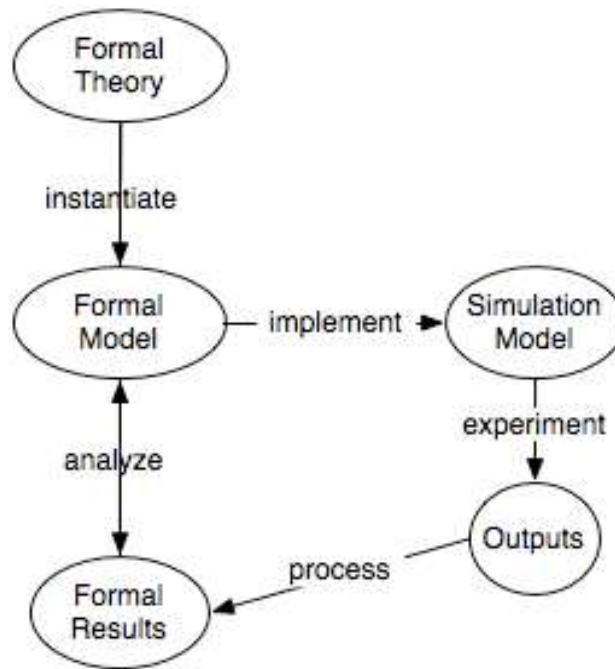 Formal
Theory
instantiate
Formal
Model
implement
Simulation
Model
experiment
analyze
Outputs
process
Formal
Results